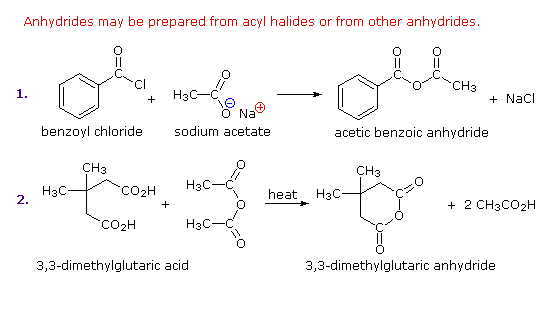 Anhydrides may be prepared from acyl halides or from other anhydrides.
1.
O
C
Cl
+
H3C
C
O
O
⊖
Na
⊕
O
C
O
O
C
CH3
+ NaCl
benzoyl chloride
sodium acetate
acetic benzoic anhydride
2.
CH3
H3C
CO2H
CO2H
+
O
H3C
C
O
H3C
C
O
heat
CH3
H3C
C
O
O
C
O
+ 2 CH3CO2H
3,3-dimethylglutaric acid
3,3-dimethylglutaric anhydride